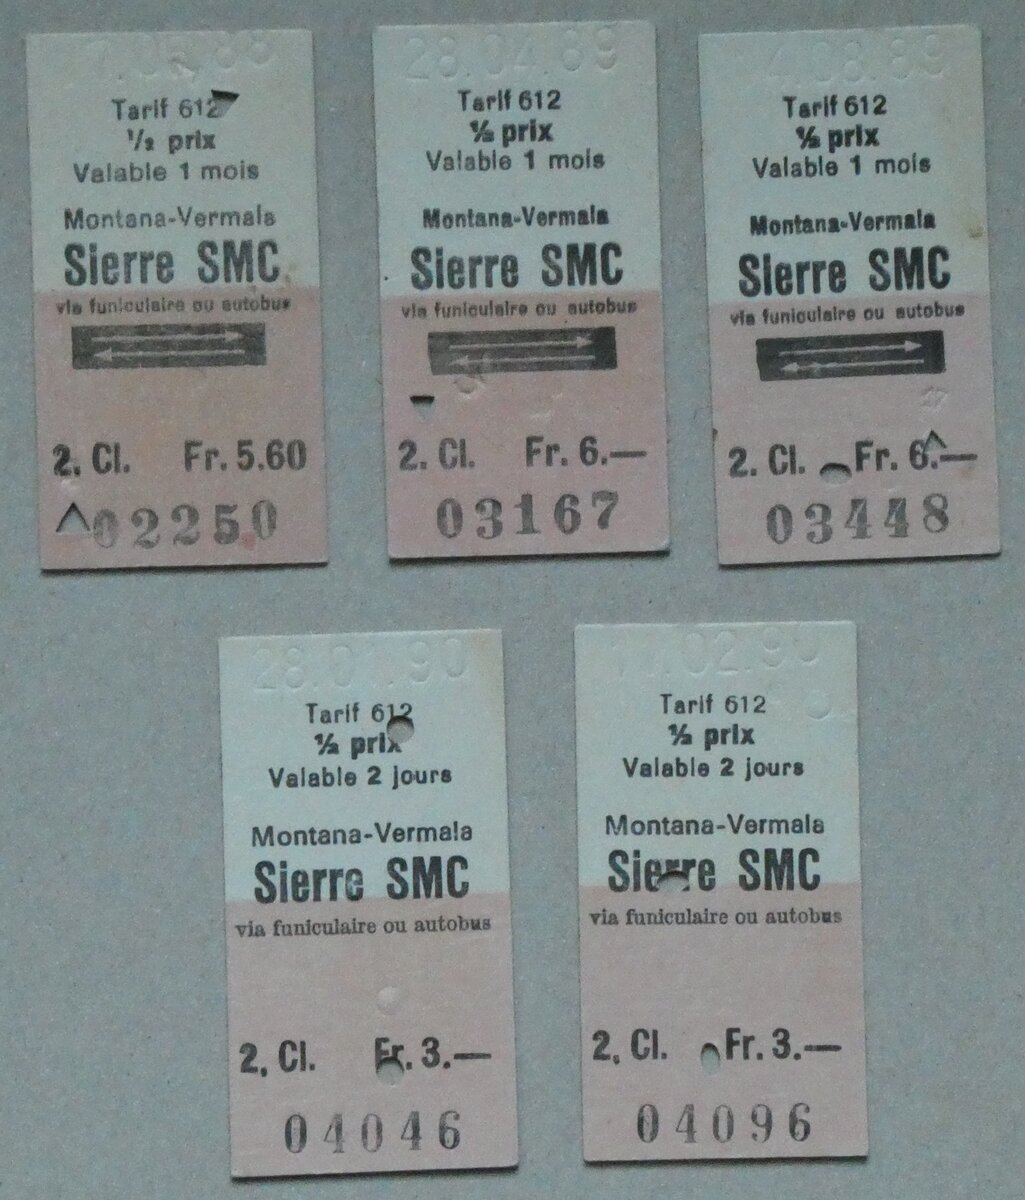 28.04.89
Tarif 612
½ prix
Valable 1 mois
Montana-Vermala
Sierre SMC
via funiculaire ou autobus
2. Cl. Fr. 5.60
02250
Tarif 612
½ prix
Valable 1 mois
Montana-Vermala
Sierre SMC
via funiculaire ou autobus
2. Cl. Fr. 6.—
03167
Tarif 612
½ prix
Valable 1 mois
Montana-Vermala
Sierre SMC
via funiculaire ou autobus
2. Cl. Fr. 6.—
03448
Tarif 612
½ prix
Valable 2 jours
Montana-Vermala
Sierre SMC
via funiculaire ou autobus
2. Cl. Fr. 3.—
04046
Tarif 612
½ prix
Valable 2 jours
Montana-Vermala
Sierre SMC
via funiculaire ou autobus
2. Cl. Fr. 3.—
04096